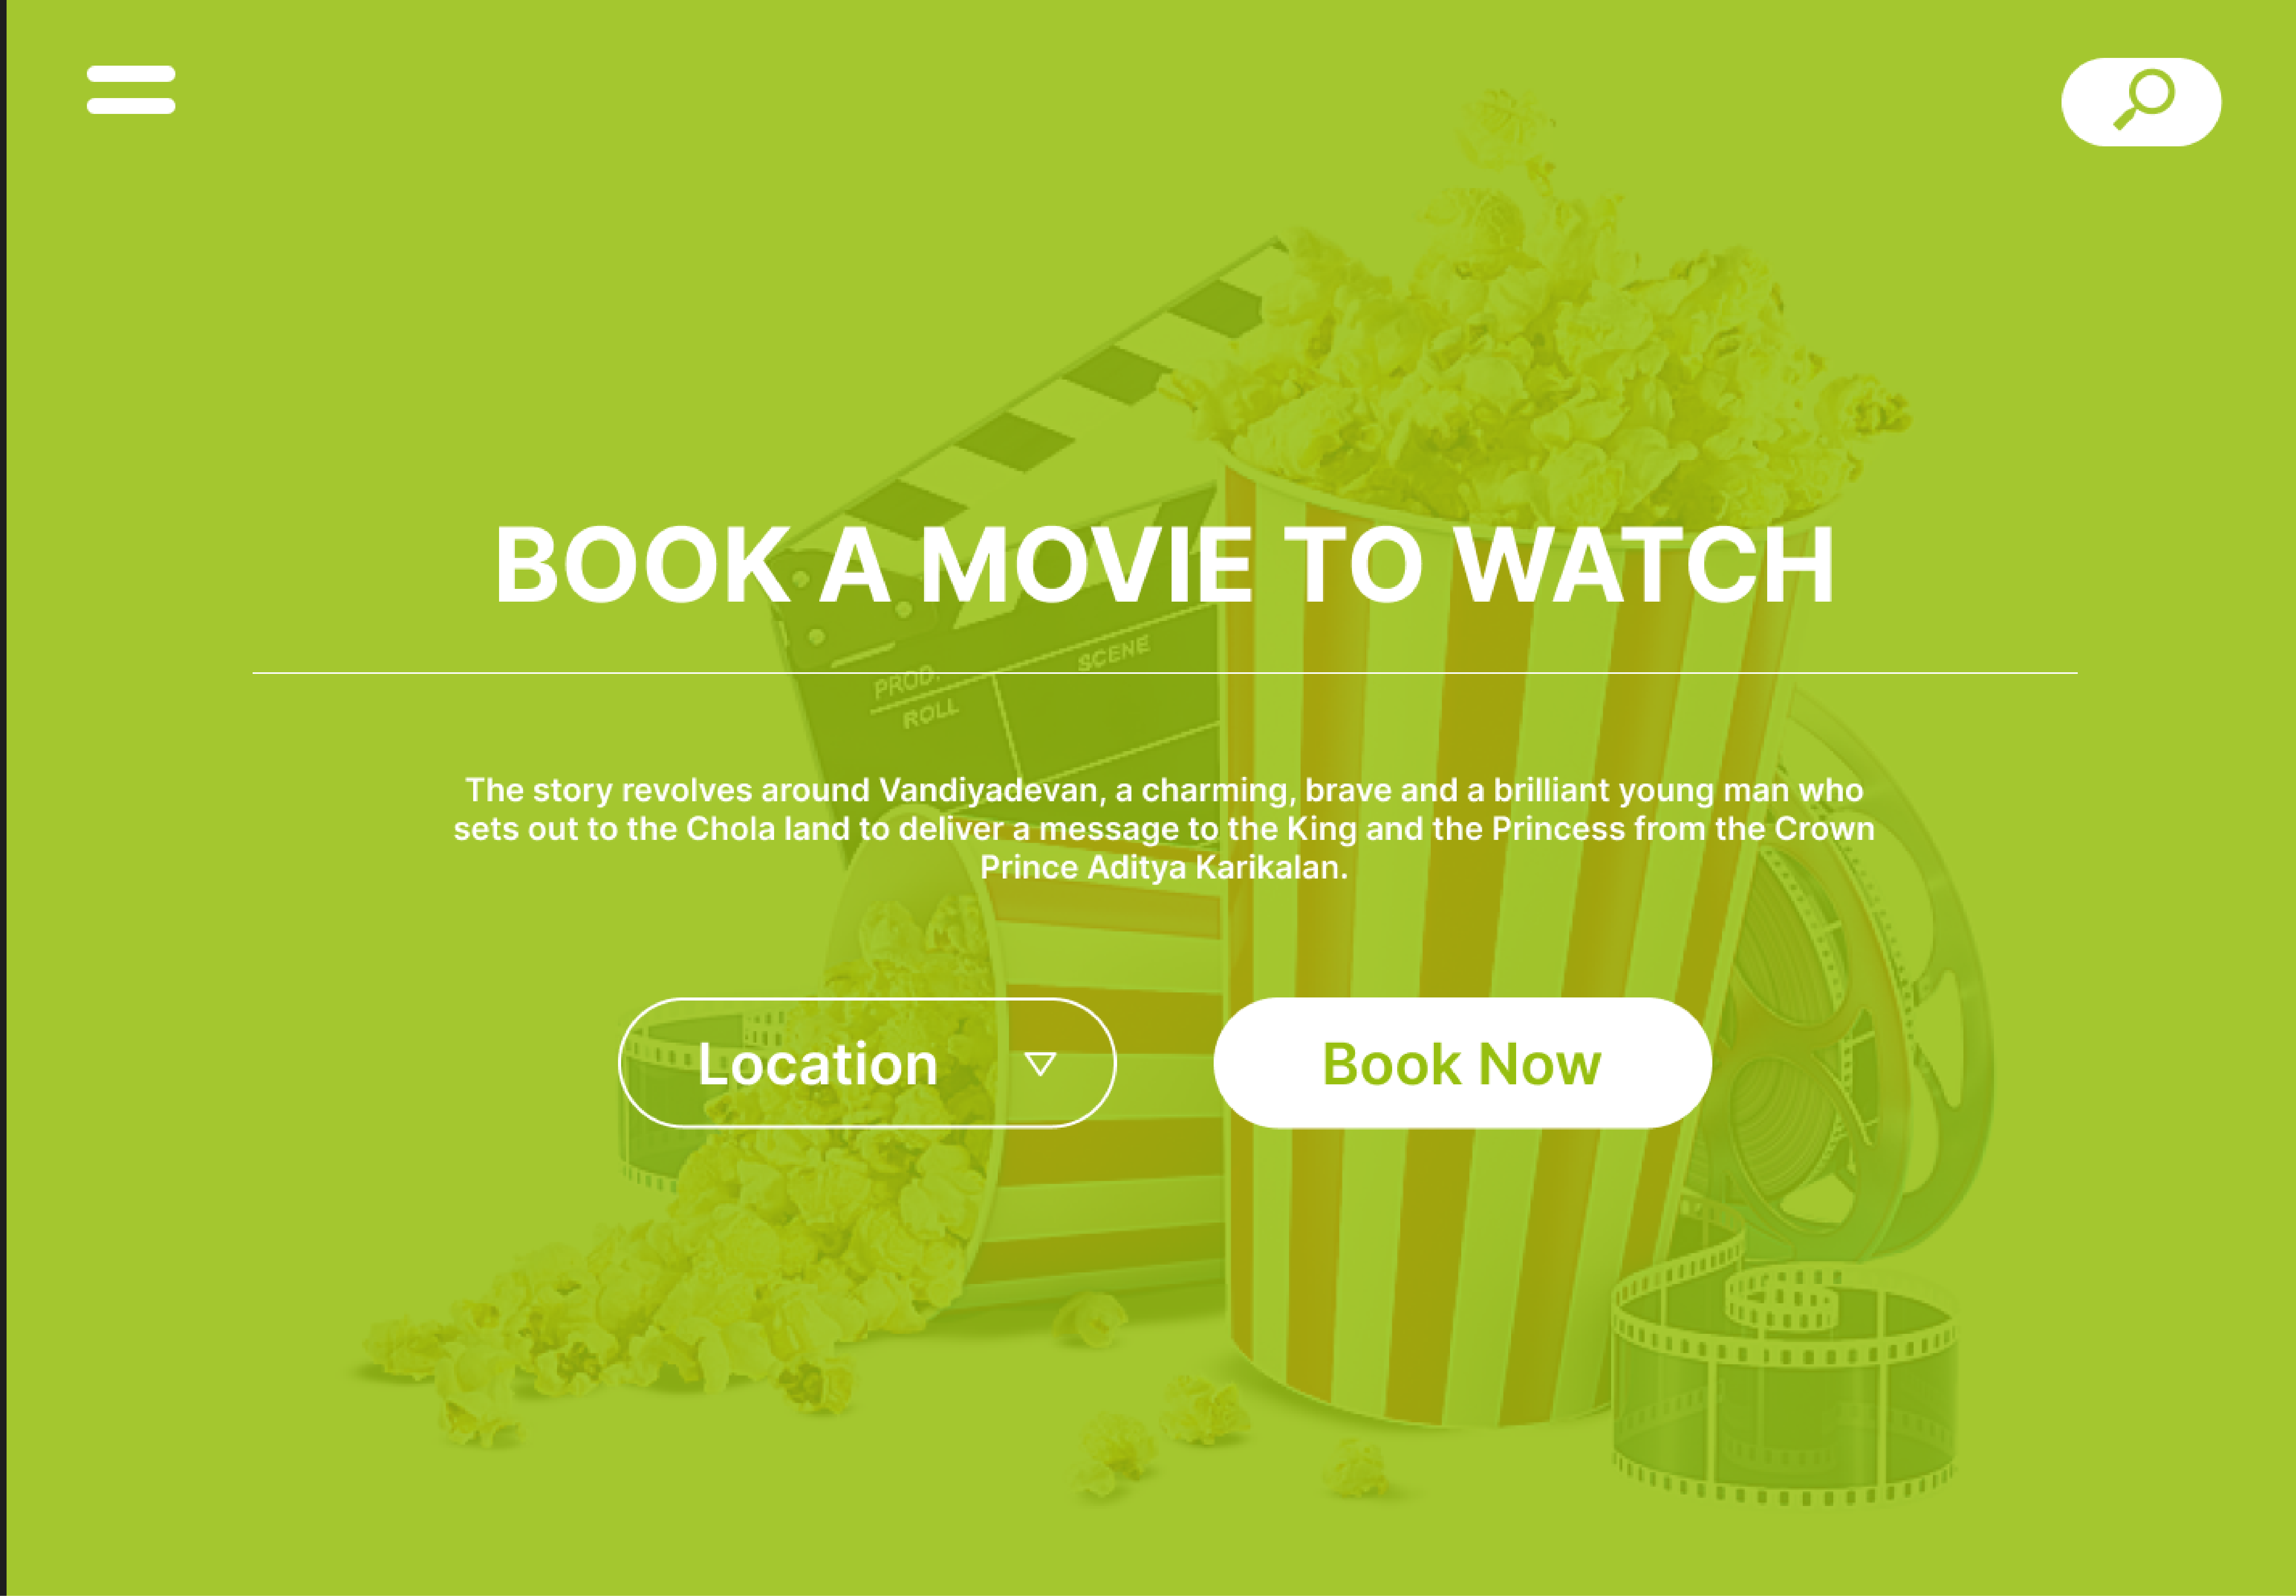 BOOK A MOVIE TO WATCH
SCENE
PROD.
ROLL
The story revolves around Vandiyadevan, a charming, brave and a brilliant young man who
sets out to the Chola land to deliver a message to the King and the Princess from the Crown
Prince Aditya Karikalan.
Location
Book Now